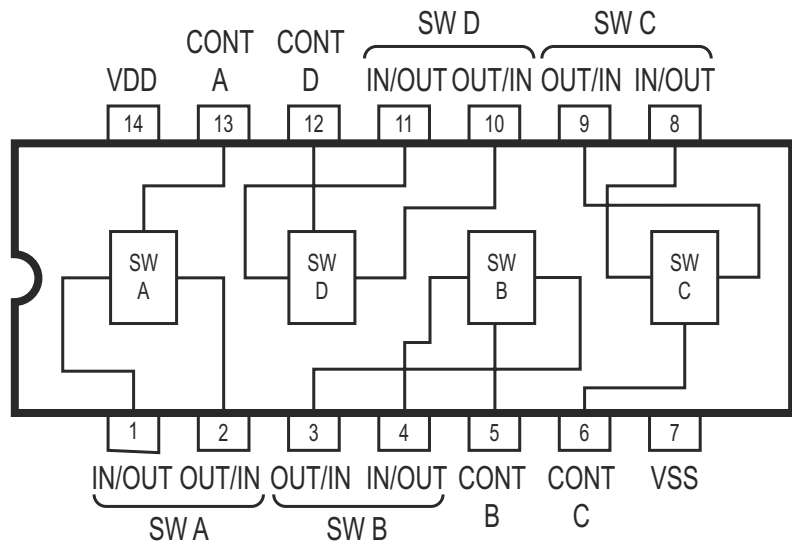 SW D SW C
CONT CONT
VDD A D IN/OUT OUT/IN OUT/IN IN/OUT
14 13 12 11 10 9 8
SW SW SW SW
A D B C
1 2 3 4 5 6 7
IN/OUT OUT/IN OUT/IN IN/OUT CONT CONT VSS
B C
SW A SW B